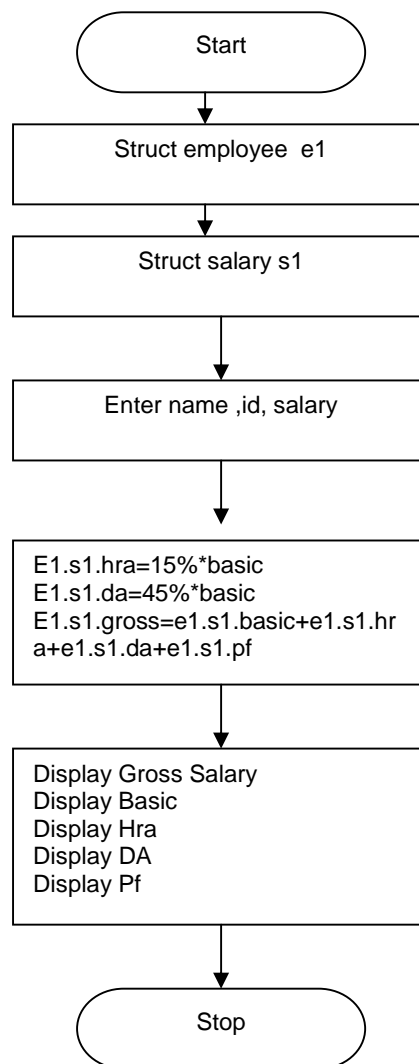 Start
Struct employee  e1
Struct salary s1
Enter name ,id, salary
E1.s1.hra=15%*basic
E1.s1.da=45%*basic
E1.s1.gross=e1.s1.basic+e1.s1.hr
a+e1.s1.da+e1.s1.pf
Display Gross Salary
Display Basic
Display Hra
Display DA
Display Pf
Stop